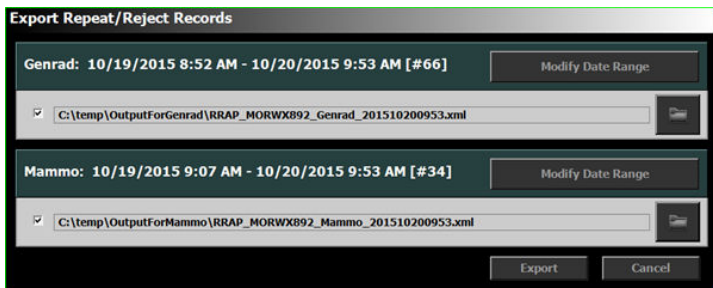 Export Repeat/Reject Records
Genrad: 10/19/2015 8:52 AM - 10/20/2015 9:53 AM [#66]
Modify Date Range
C:\temp\OutputForGenrad\RRAP_MORWX892_Genrad_201510200953.xml
Mammo: 10/19/2015 9:07 AM - 10/20/2015 9:53 AM [#34]
Modify Date Range
C:\temp\OutputForMammo\RRAP_MORWX892_Mammo_201510200953.xml
Export
Cancel